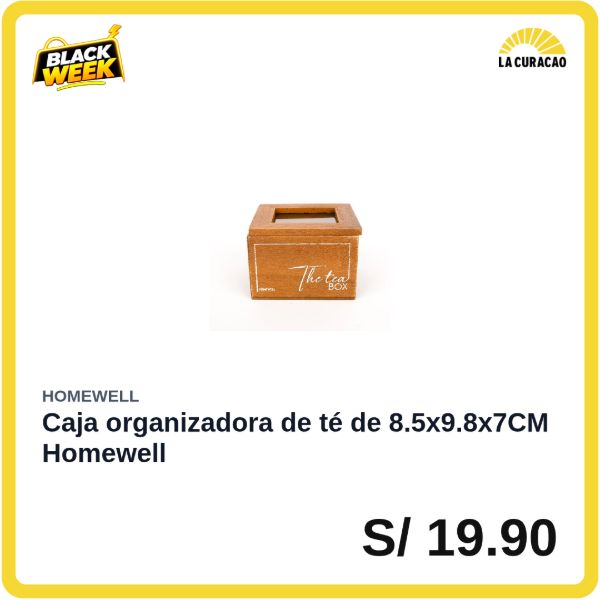 BLACK
WEEK
LA CURACAO
The tea
BOX
HOMEWELL
Caja organizadora de té de 8.5x9.8x7CM
Homewell
S/ 19.90